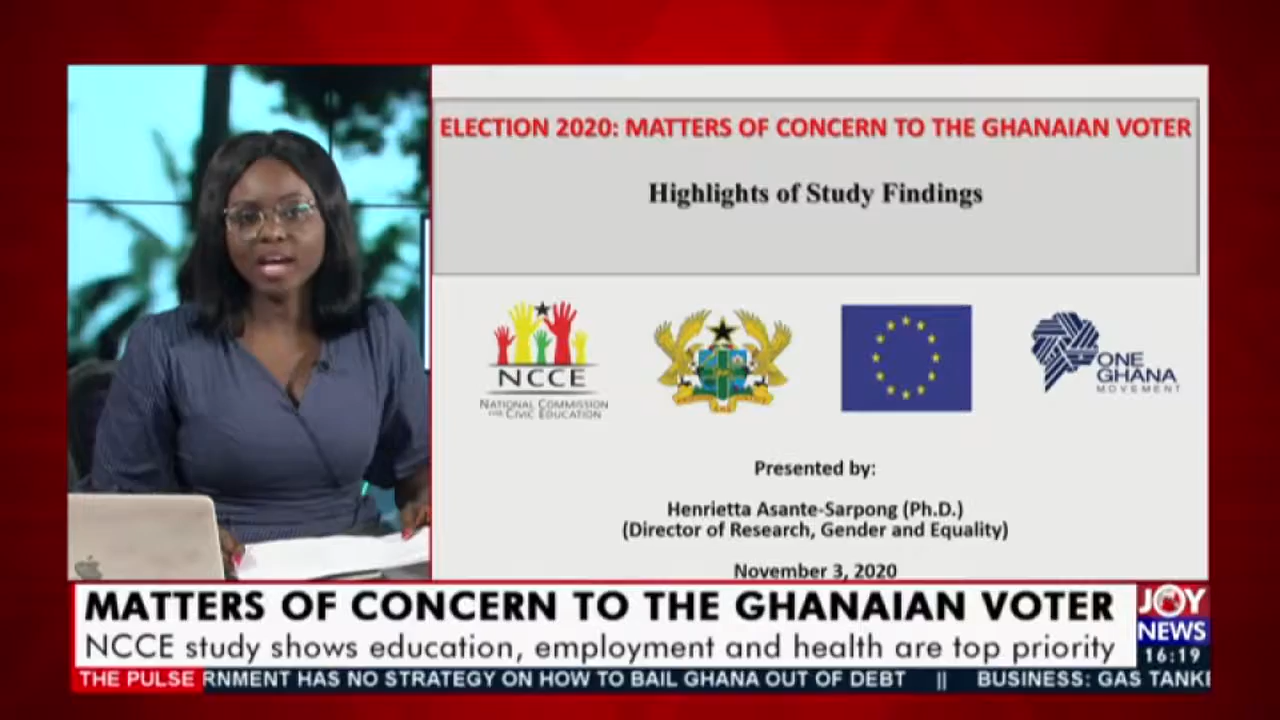 ELECTION 2020: MATTERS OF CONCERN TO THE GHANAIAN VOTER
Highlights of Study Findings
NCCE
NATIONAL COMMISSION
FOR CIVIC EDUCATION
ONE
GHANA
MOVEMENT
Presented by:
Henrietta Asante-Sarpong (Ph.D.)
(Director of Research, Gender and Equality)
November 3, 2020
MATTERS OF CONCERN TO THE GHANAIAN VOTER
NCCE study shows education, employment and health are top priority
JOY
NEWS
16:19
THE PULSE RNMENT HAS NO STRATEGY ON HOW TO BAIL GHANA OUT OF DEBT || BUSINESS: GAS TANK